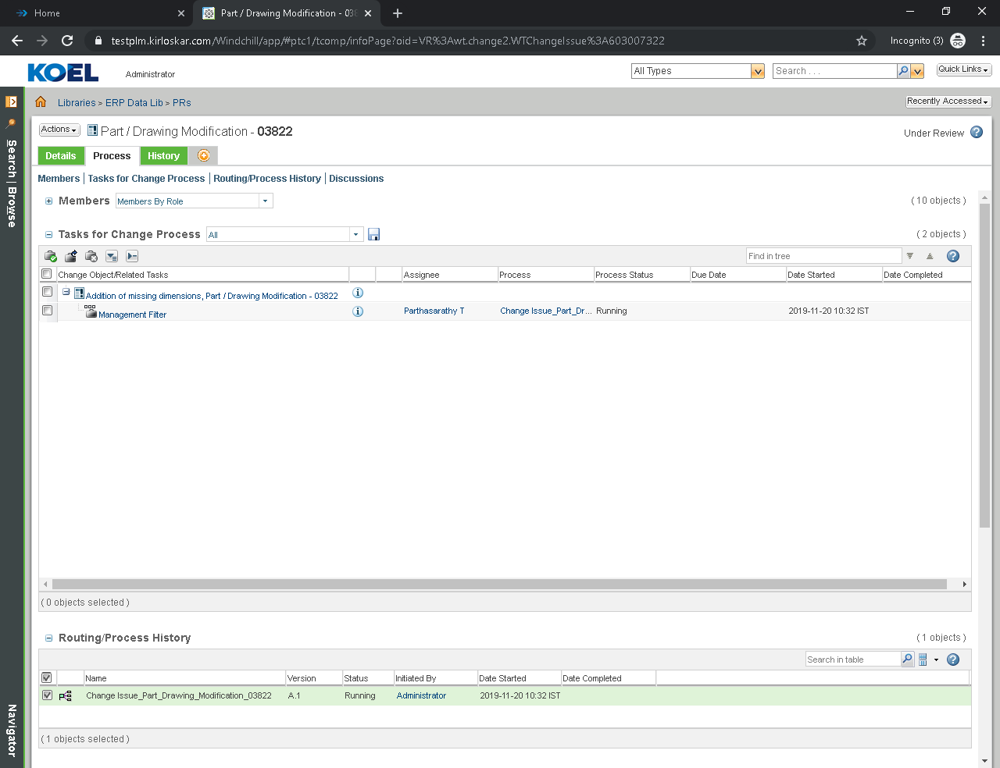 Home
Part / Drawing Modification - 038
testplm.kirloskar.com/Windchill/app/#ptc1/tcomp/infoPage?oid=VR%3Awt.change2.WTChangeIssue%3A603007322
Incognito (3)
KOEL
Administrator
All Types
Search . . .
Quick Links
Libraries > ERP Data Lib > PRs
Recently Accessed
Actions
Part / Drawing Modification - 03822
Under Review
Details
Process
History
Search | Browse
Members
Tasks for Change Process
Routing/Process History
Discussions
Members
Members By Role
( 10 objects )
Tasks for Change Process
All
( 2 objects )
Find in tree
Change Object/Related Tasks
Assignee
Process
Process Status
Due Date
Date Started
Date Completed
Addition of missing dimensions, Part / Drawing Modification - 03822
Management Filter
Parthasarathy T
Change Issue_Part_Dr...
Running
2019-11-20 10:32 IST
( 0 objects selected )
Routing/Process History
( 1 objects )
Search in table
Name
Version
Status
Initiated By
Date Started
Date Completed
Change Issue_Part_Drawing_Modification_03822
A.1
Running
Administrator
2019-11-20 10:32 IST
( 1 objects selected )
Navigator